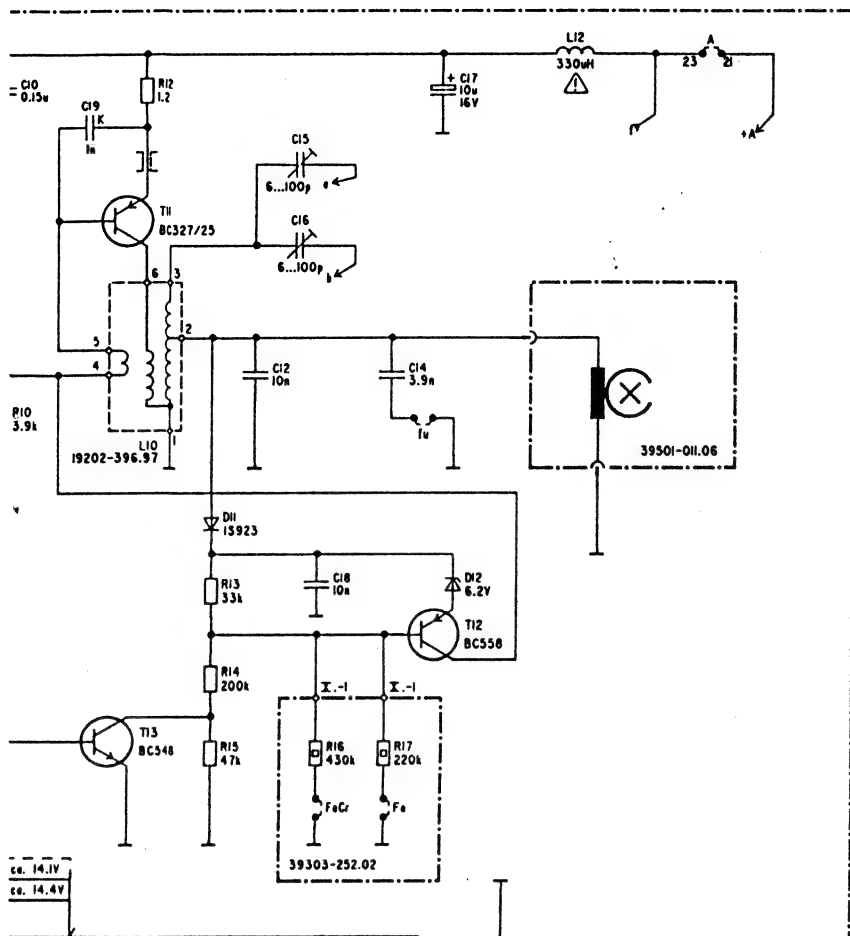 L12
A
330uH
23
21
C10
0.15u
R12
1.2
+
C17
10u
16V
C19
K
1n
+A
C15
6...100p
a
T11
BC327/25
C16
6...100p
b
6
3
2
5
4
C12
10n
C14
3.9n
R10
3.9k
fu
L10
1
19202-396.97
39501-011.06
D11
1S923
R13
33k
C18
10n
D12
6.2V
T12
BC558
R14
200k
X.-1
X.-1
T13
BC548
R15
47k
R16
430k
R17
220k
FeCr
Fe
39303-252.02
ca. 14.1V
ca. 14.4V